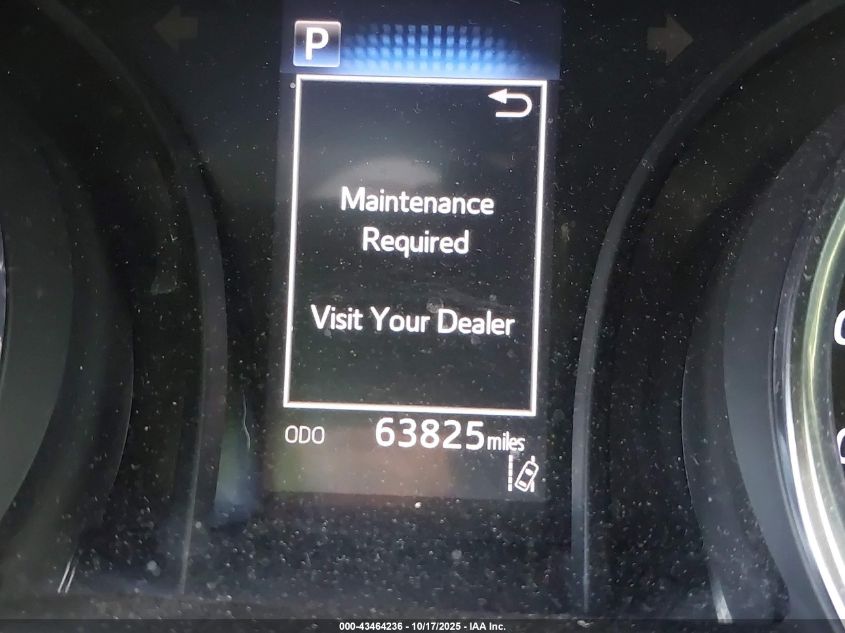 P
Maintenance
Required
Visit Your Dealer
ODO 63825 miles
000-43464236 - 10/17/2025 - IAA Inc.